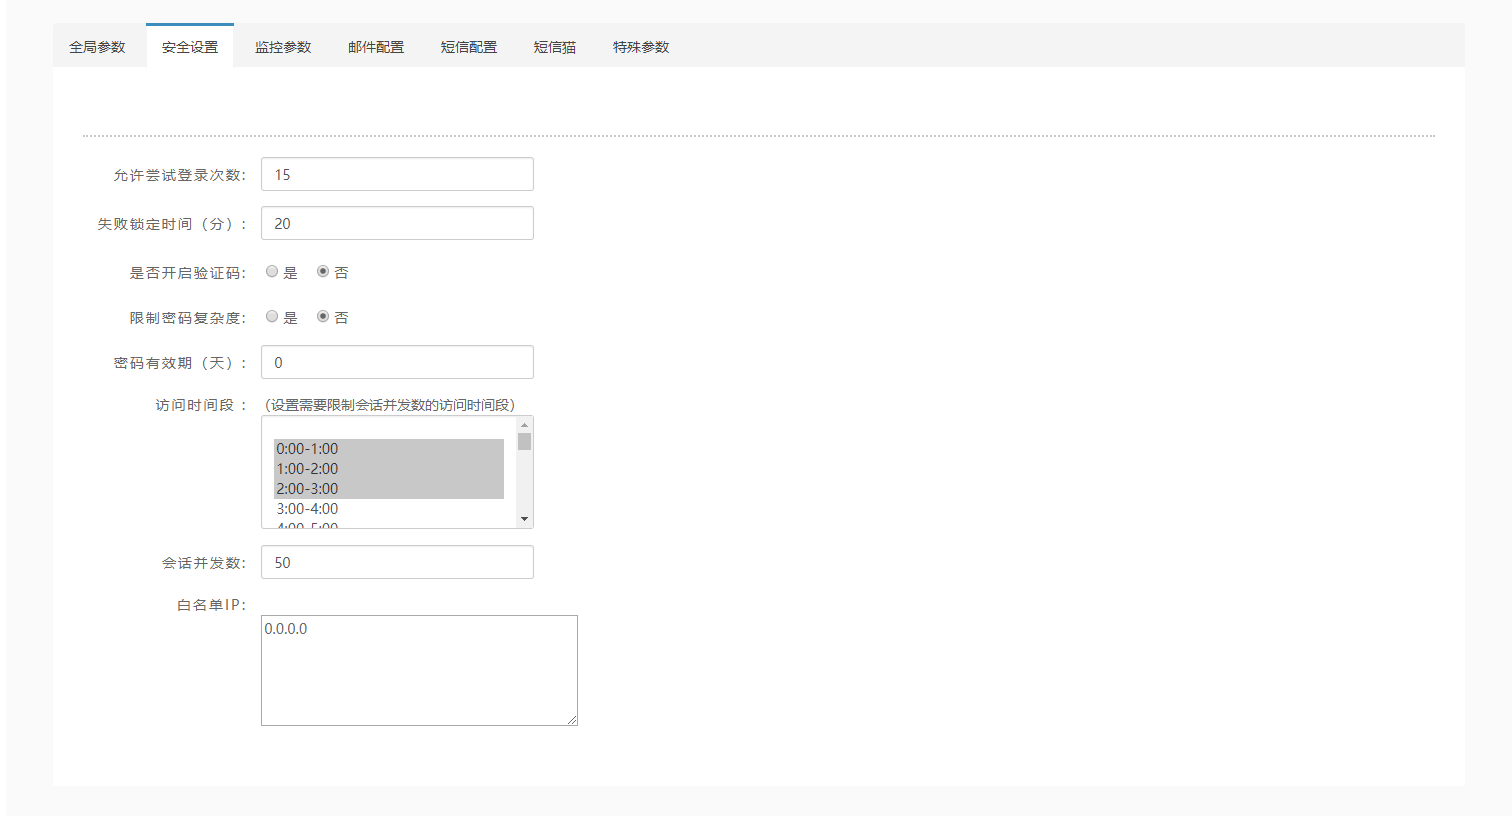 全局参数 安全设置 监控参数 邮件配置 短信配置 短信猫 特殊参数
允许尝试登录次数: 15
失败锁定时间（分）: 20
是否开启验证码: 是 否
限制密码复杂度: 是 否
密码有效期（天）: 0
访问时间段 : （设置需要限制会话并发数的访问时间段）
0:00-1:00
1:00-2:00
2:00-3:00
3:00-4:00
4:00-5:00
会话并发数: 50
白名单IP:
0.0.0.0